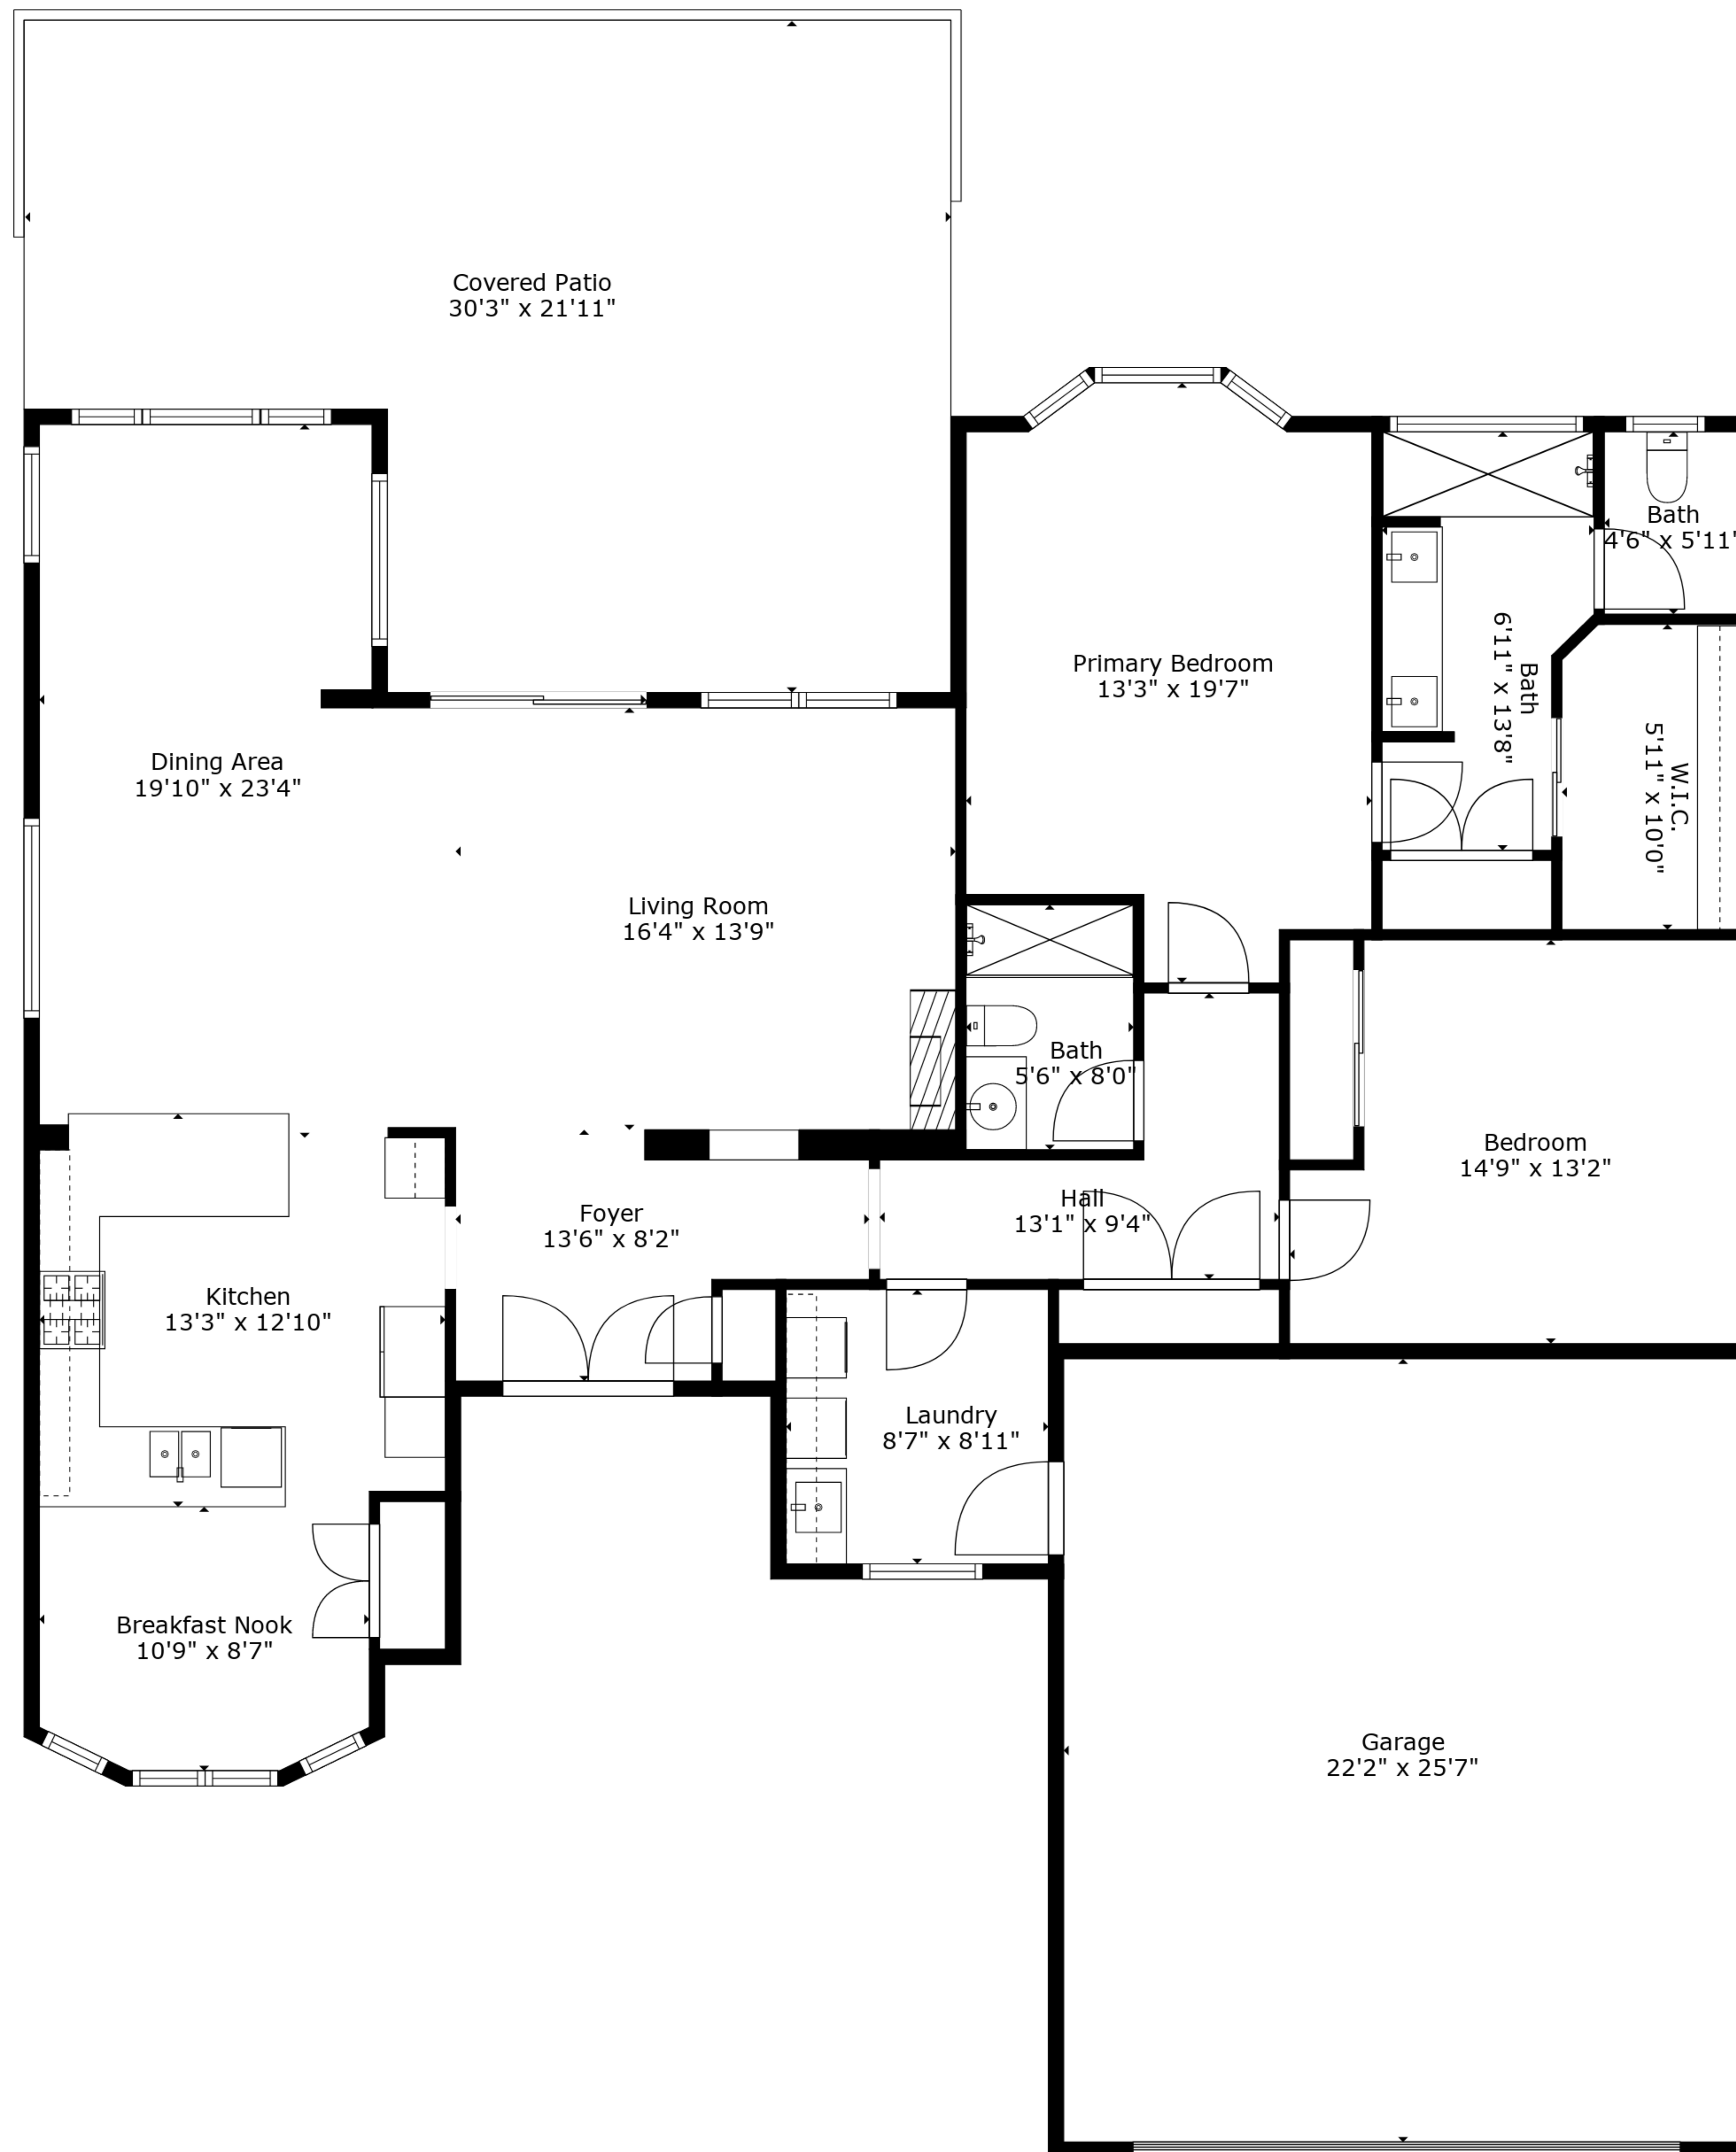 Covered Patio
30'3" x 21'11"
Bath
4'6" x 5'11"
Primary Bedroom
13'3" x 19'7"
Bath
6'11" x 13'8"
Dining Area
19'10" x 23'4"
W.I.C.
5'11" x 10'0"
Living Room
16'4" x 13'9"
Bath
5'6" x 8'0"
Bedroom
14'9" x 13'2"
Hall
13'1" x 9'4"
Foyer
13'6" x 8'2"
Kitchen
13'3" x 12'10"
Laundry
8'7" x 8'11"
Breakfast Nook
10'9" x 8'7"
Garage
22'2" x 25'7"